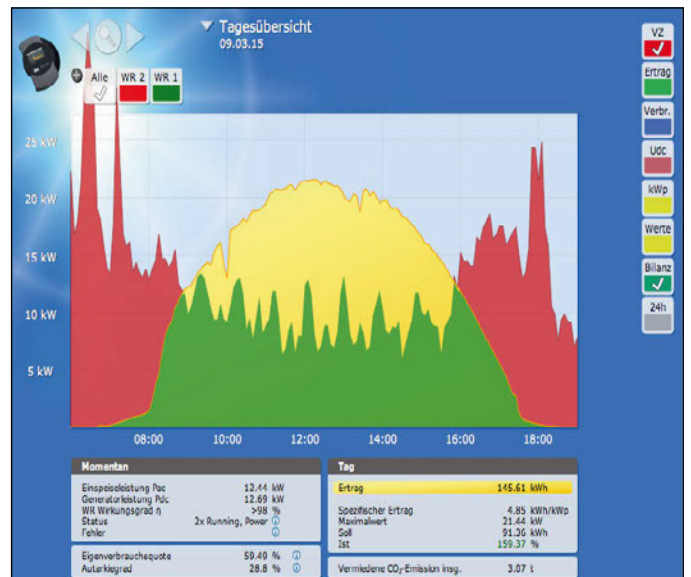 Tagesübersicht
09.03.15
Alle WR 2 WR 1
VZ
Ertrag
Verbr.
Udc
kWp
Werte
Bilanz
24h
25 kW
20 kW
15 kW
10 kW
5 kW
08:00 10:00 12:00 14:00 16:00 18:00
Momentan
Einspeiseleistung Pac 12.44 kW
Generatorleistung Pdc 12.69 kW
WR Wirkungsgrad η >98 %
Status 2x Running, Power
Fehler
Eigenverbrauchsquote 59.49 %
Autarkiegrad 28.8 %
Tag
Ertrag 145.61 kWh
Spezifischer Ertrag 4.85 kWh/kWp
Maximalwert 21.44 kW
Soll 91.36 kWh
Ist 159.37 %
Vermiedene CO₂-Emission insg. 3.07 t